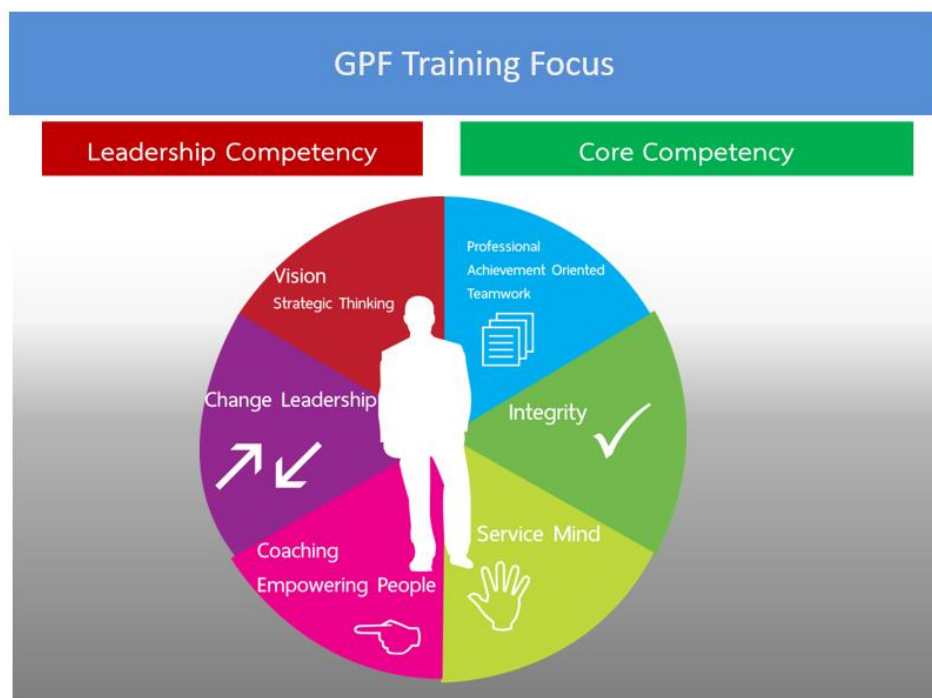 GPF Training Focus
Leadership Competency
Core Competency
Vision
Strategic Thinking
Change Leadership
Coaching
Empowering People
Professional
Achievement Oriented
Teamwork
Integrity
Service Mind